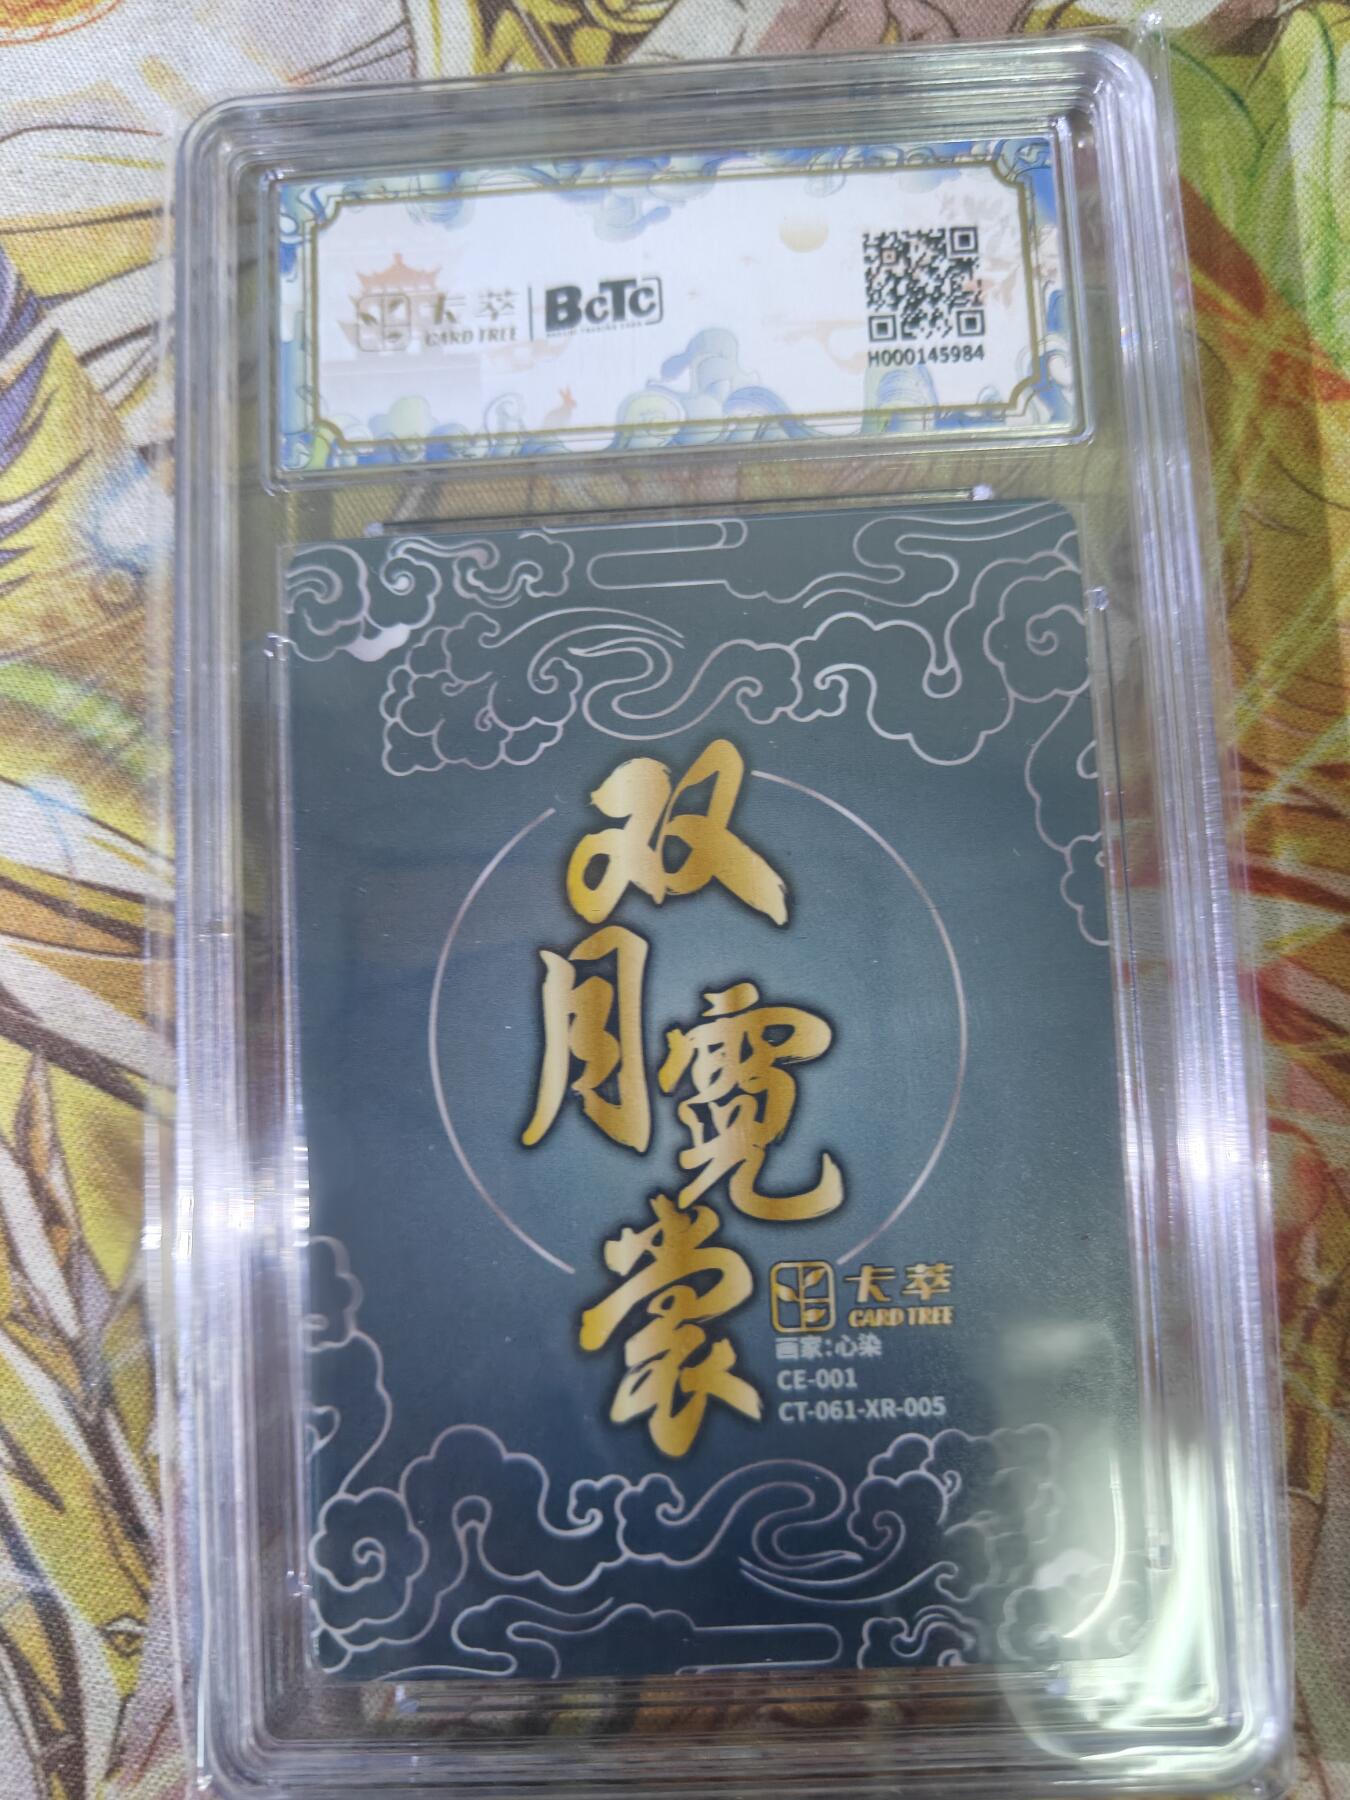 卡萃
CARD TREE
BCTC
H000145984
双月霓裳
卡萃
CARD TREE
画家:心染
CE-001
CT-061-XR-005